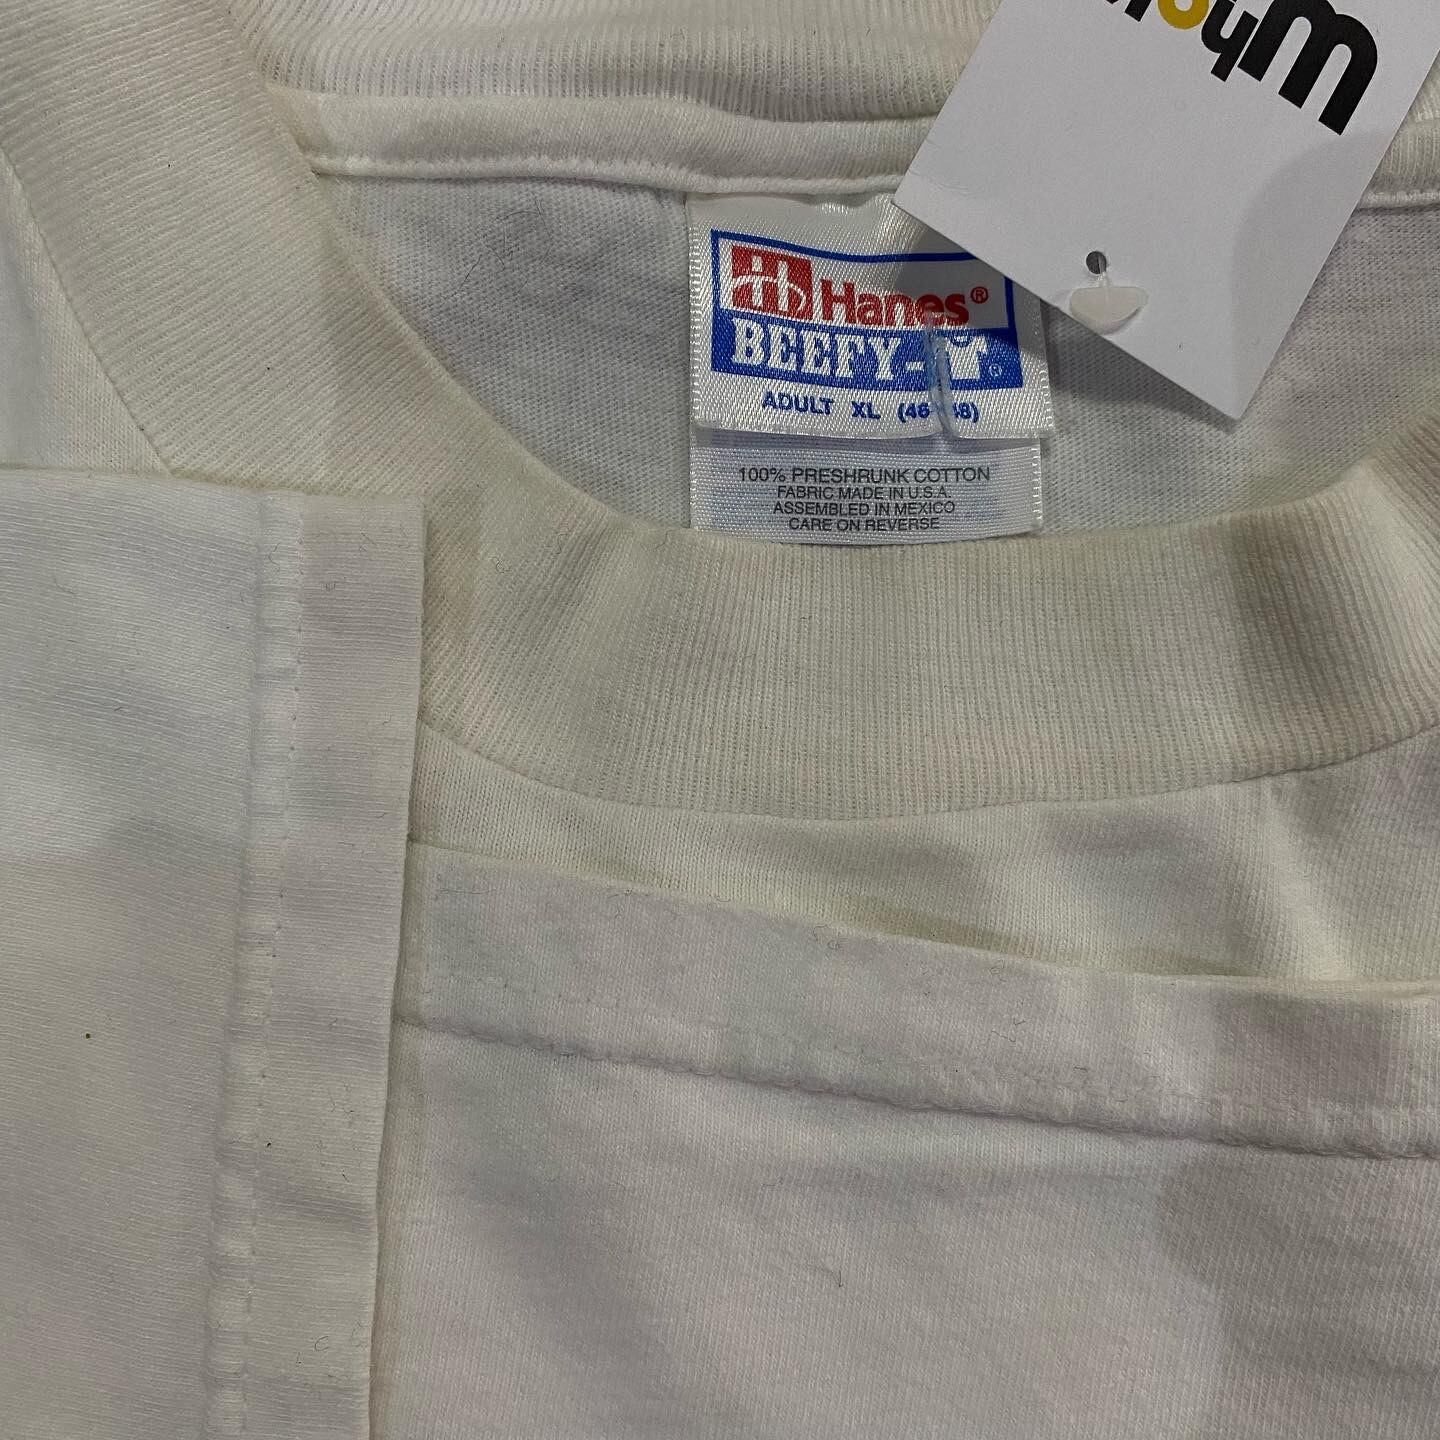 Hanes®
BEEFY-T®
ADULT XL (46-48)
100% PRESHRUNK COTTON
FABRIC MADE IN U.S.A.
ASSEMBLED IN MEXICO
CARE ON REVERSE